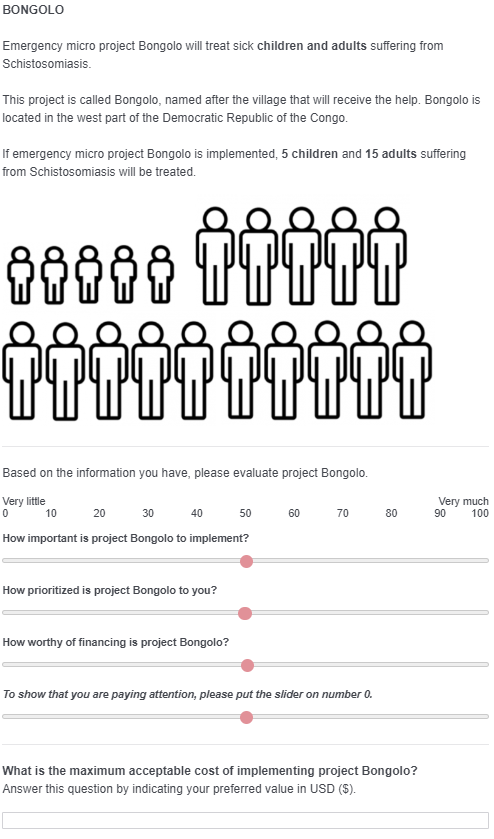 BONGOLO
Emergency micro project Bongolo will treat sick children and adults suffering from
Schistosomiasis.
This project is called Bongolo, named after the village that will receive the help. Bongolo is
located in the west part of the Democratic Republic of the Congo.
If emergency micro project Bongolo is implemented, 5 children and 15 adults suffering
from Schistosomiasis will be treated.
Based on the information you have, please evaluate project Bongolo.
Very little Very much
0 10 20 30 40 50 60 70 80 90 100
How important is project Bongolo to implement?
How prioritized is project Bongolo to you?
How worthy of financing is project Bongolo?
To show that you are paying attention, please put the slider on number 0.
What is the maximum acceptable cost of implementing project Bongolo?
Answer this question by indicating your preferred value in USD ($).